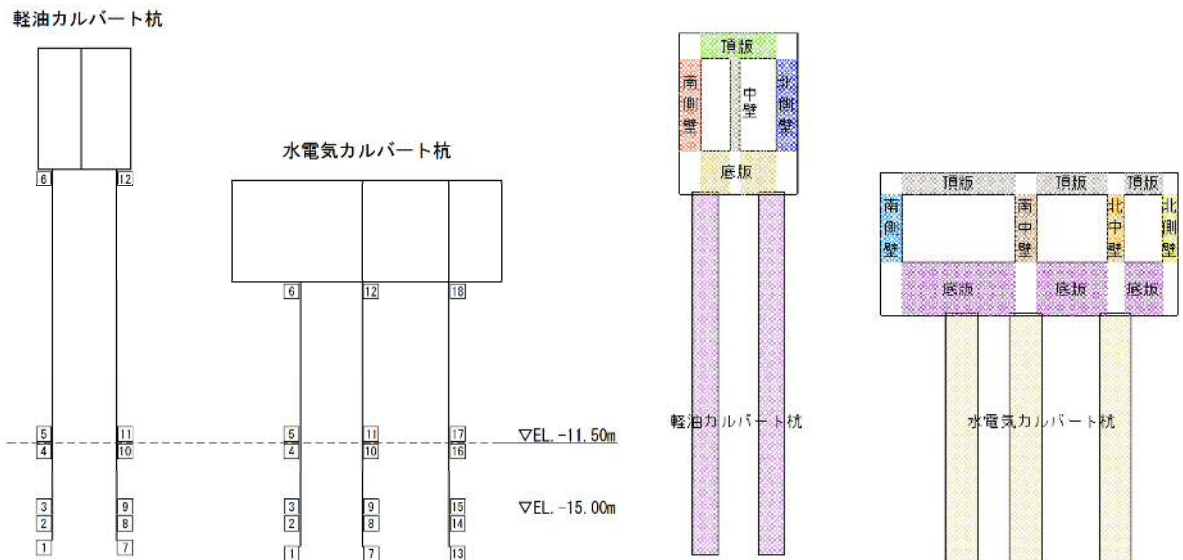 軽油カルバート杭
水電気カルバート杭
6 12
6 12 18
5 11 5 11 17
▽EL.-11.50m
4 10 4 10 16
3 9 3 9 15
▽EL.-15.00m
2 8 2 8 14
1 7 1 7 13
頂版
南側壁
中壁
北側壁
底版
軽油カルバート杭
頂版 頂版 頂版
南側壁
南中壁
北中壁
北側壁
底版 底版 底版
水電気カルバート杭